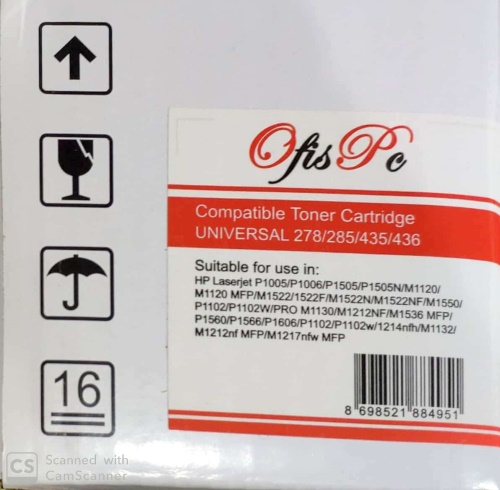 OfisPc
Compatible Toner Cartridge
UNIVERSAL 278/285/435/436
Suitable for use in:
HP Laserjet P1005/P1006/P1505/P1505N/M1120/
M1120 MFP/M1522/1522F/M1522N/M1522NF/M1550/
P1102/P1102W/PRO M1130/M1212NF/M1536 MFP/
P1560/P1566/P1606/P1102/P1102w/1214nfh/M1132/
M1212nf MFP/M1217nfw MFP
8 698521 884951
16
CS Scanned with
CamScanner